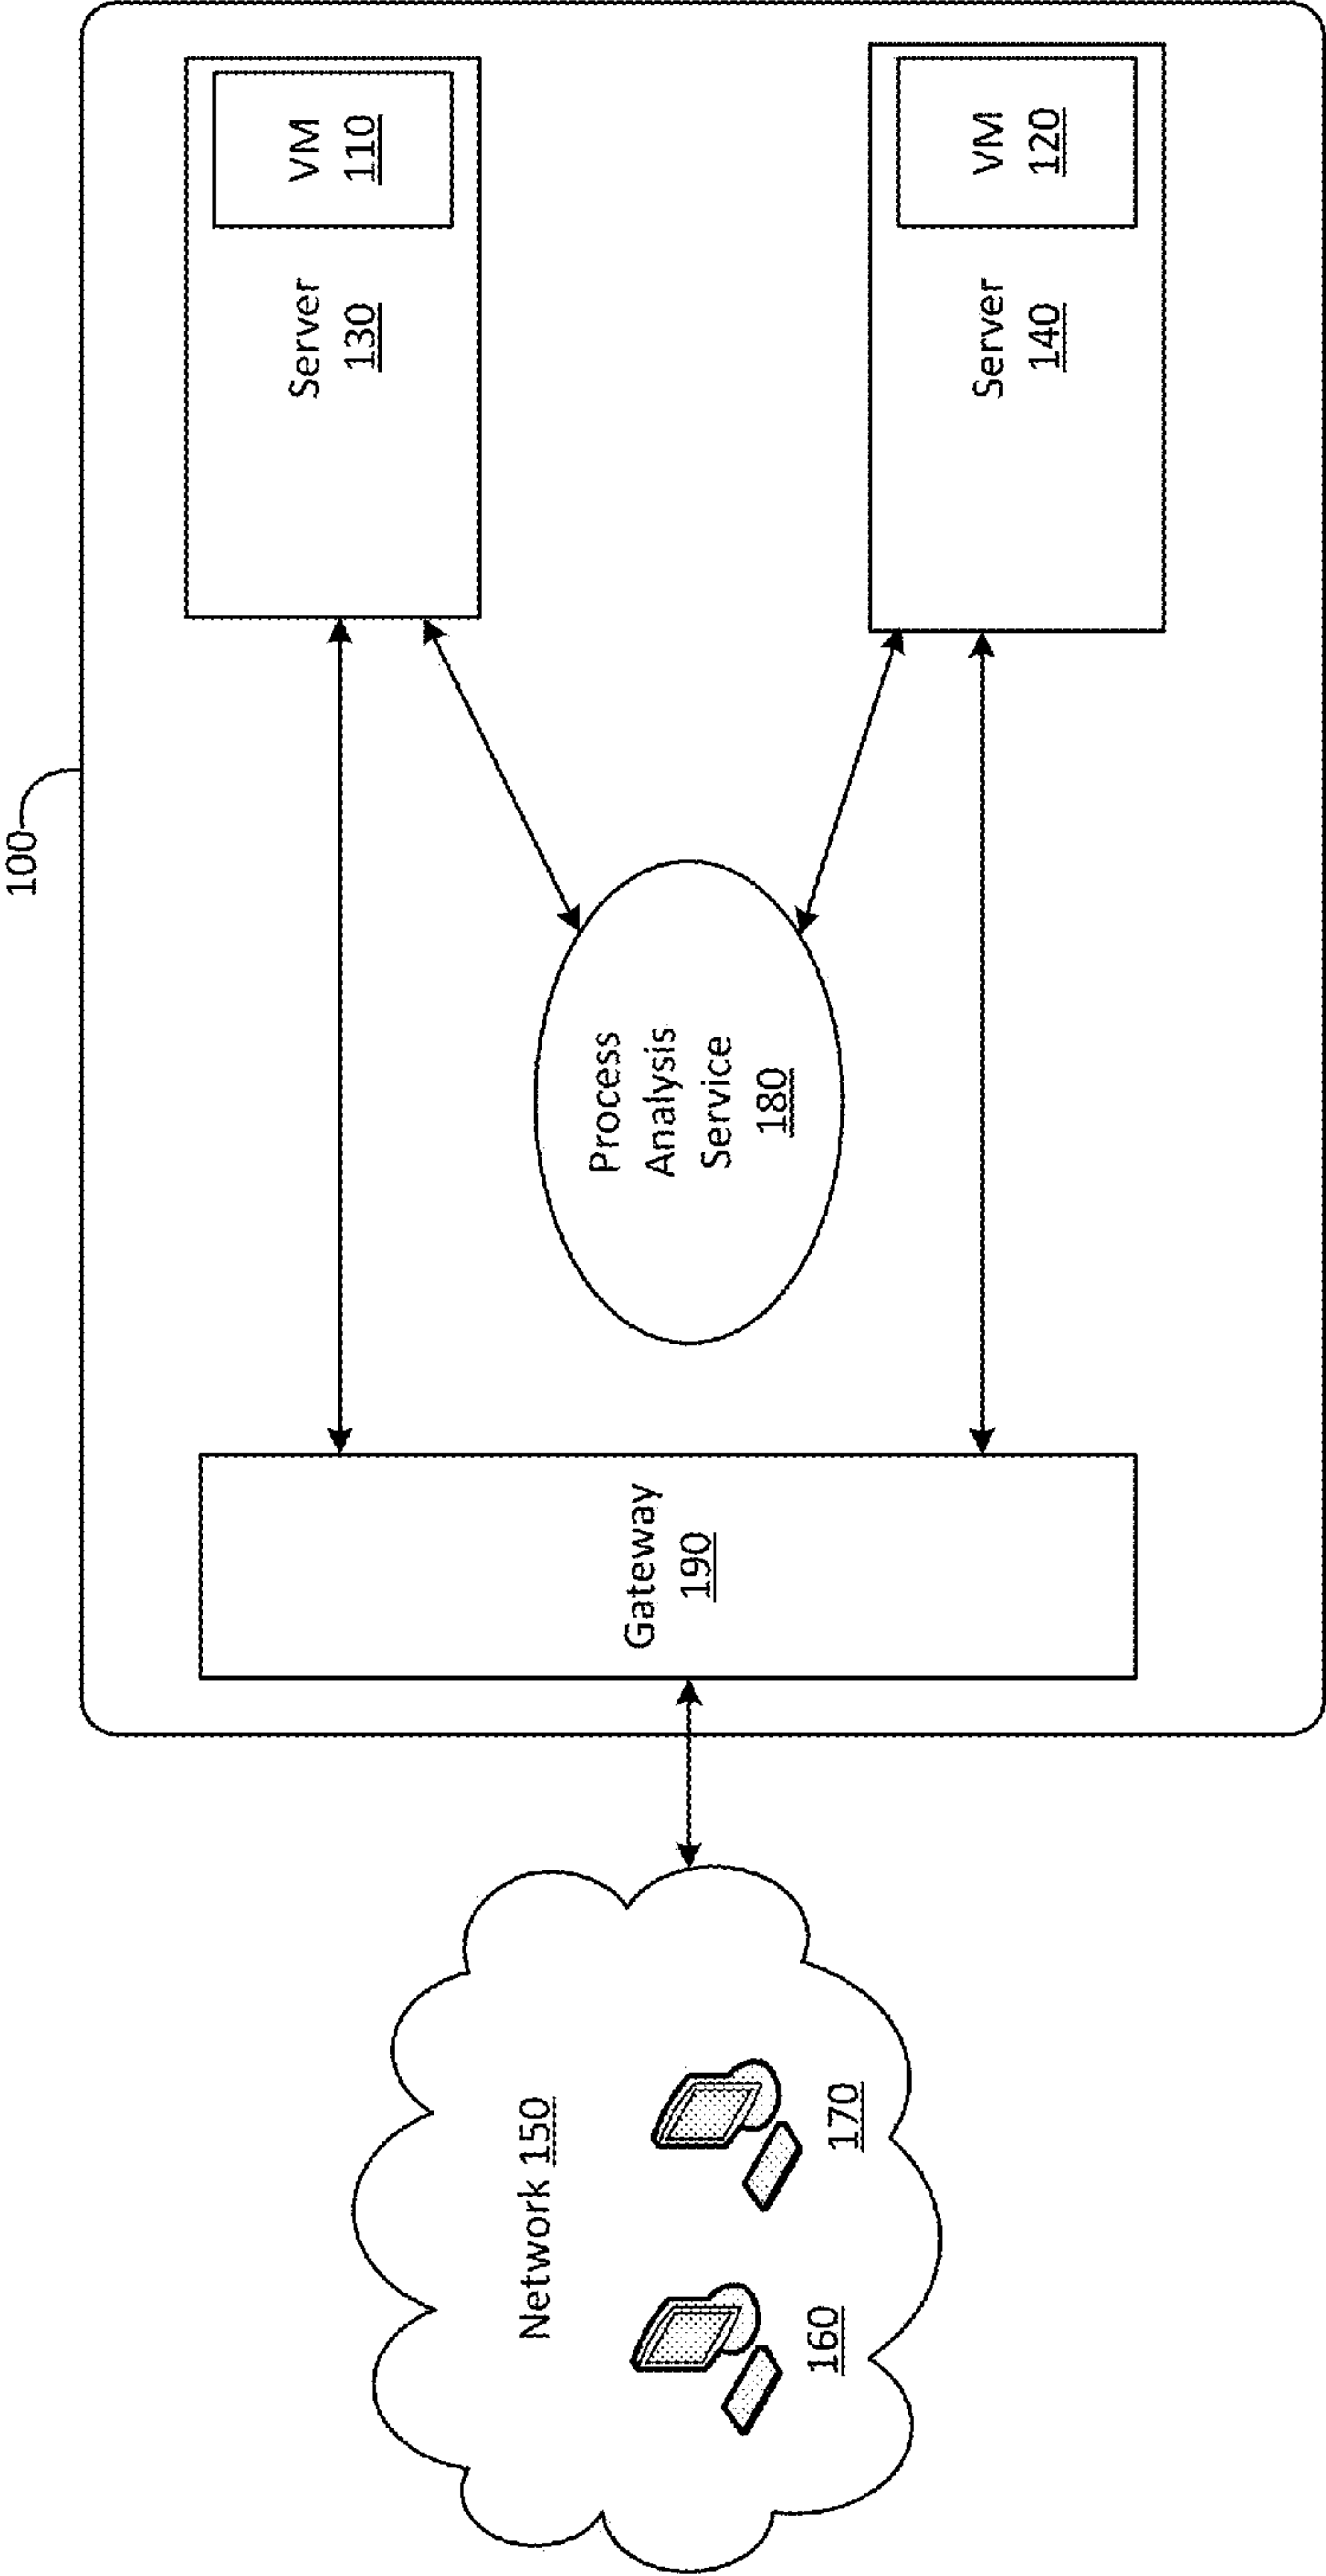 100
Network 150
160
170
Gateway
190
Process
Analysis
Service
180
Server
130
VM
110
Server
140
VM
120